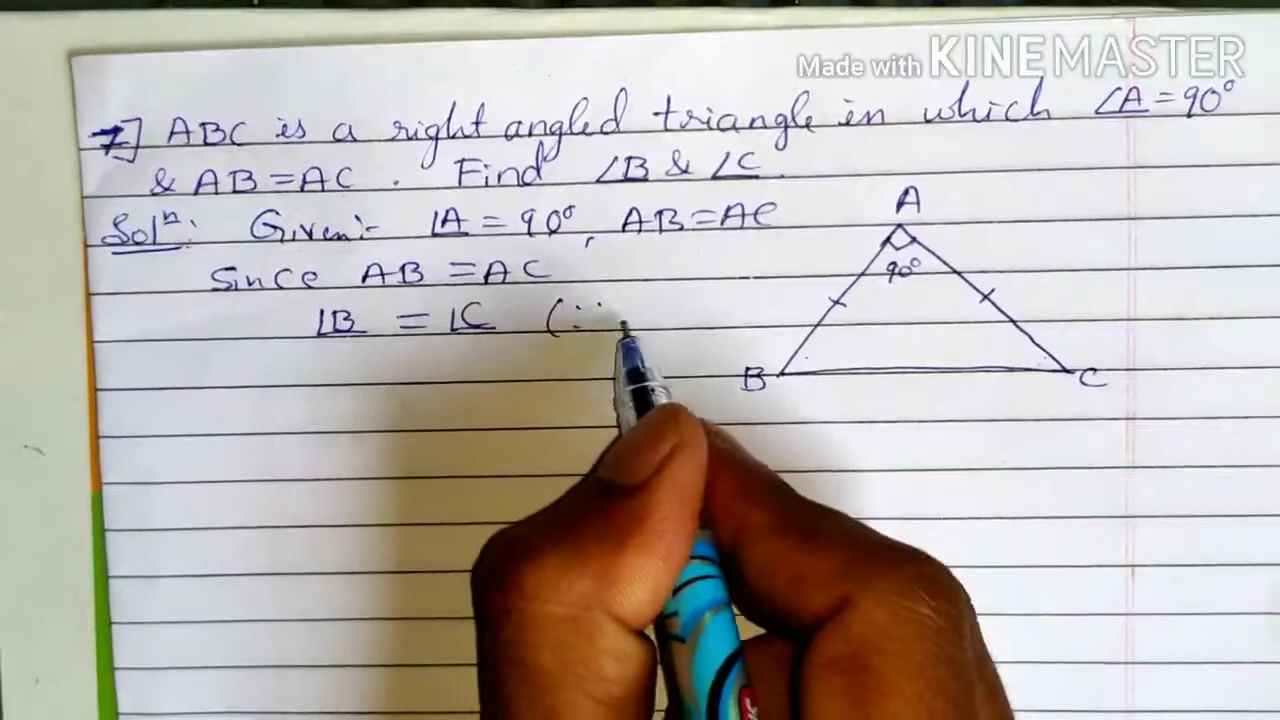 Made with KINEMASTER
7] ABC is a right angled triangle in which ∠A = 90°
& AB = AC . Find ∠B & ∠C.
Solⁿ: Given:- ∠A = 90°, AB = AC
Since AB = AC
∠B = ∠C (∵
A
90°
B
C